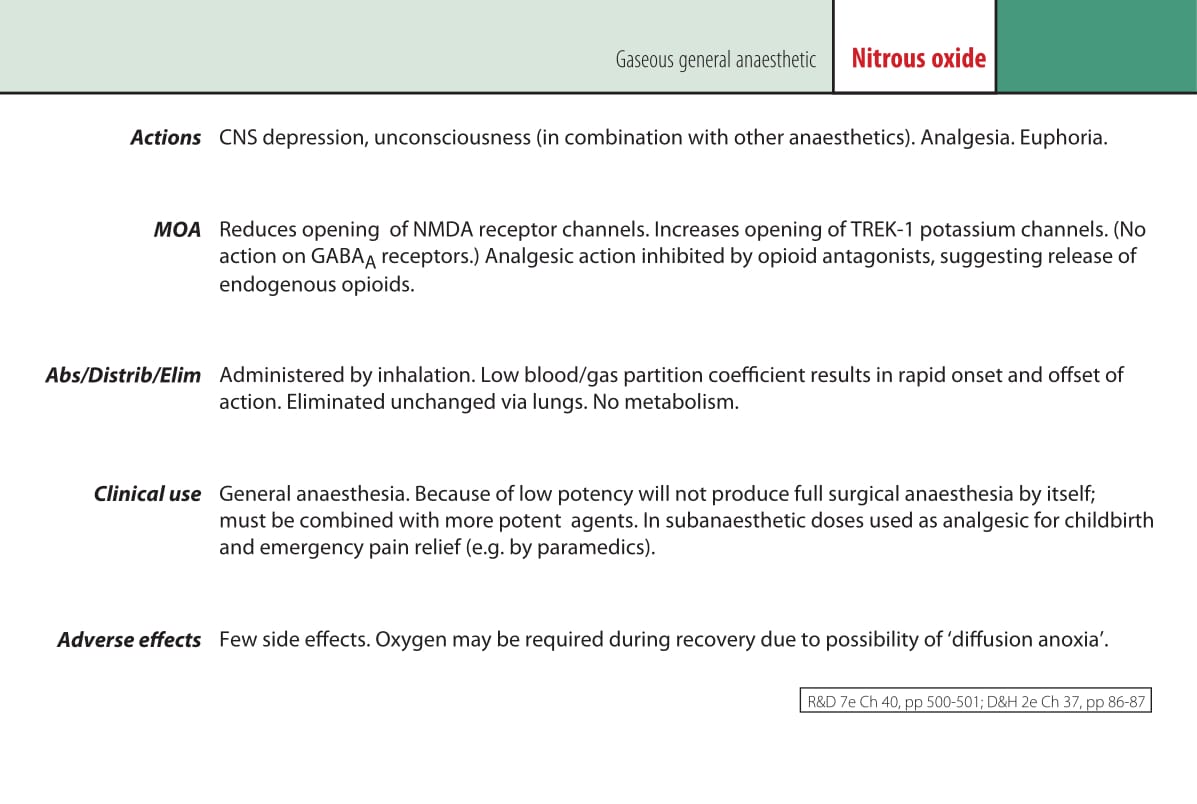 Gaseous general anaesthetic Nitrous oxide
Actions CNS depression, unconsciousness (in combination with other anaesthetics). Analgesia. Euphoria.
MOA Reduces opening of NMDA receptor channels. Increases opening of TREK-1 potassium channels. (No
action on GABAA receptors.) Analgesic action inhibited by opioid antagonists, suggesting release of
endogenous opioids.
Abs/Distrib/Elim Administered by inhalation. Low blood/gas partition coefficient results in rapid onset and offset of
action. Eliminated unchanged via lungs. No metabolism.
Clinical use General anaesthesia. Because of low potency will not produce full surgical anaesthesia by itself;
must be combined with more potent agents. In subanaesthetic doses used as analgesic for childbirth
and emergency pain relief (e.g. by paramedics).
Adverse effects Few side effects. Oxygen may be required during recovery due to possibility of ‘diffusion anoxia’.
R&D 7e Ch 40, pp 500-501; D&H 2e Ch 37, pp 86-87